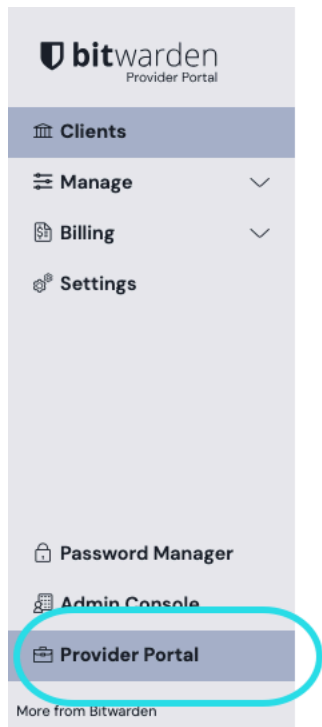 bitwarden
Provider Portal
Clients
Manage
Billing
Settings
Password Manager
Admin Console
Provider Portal
More from Bitwarden